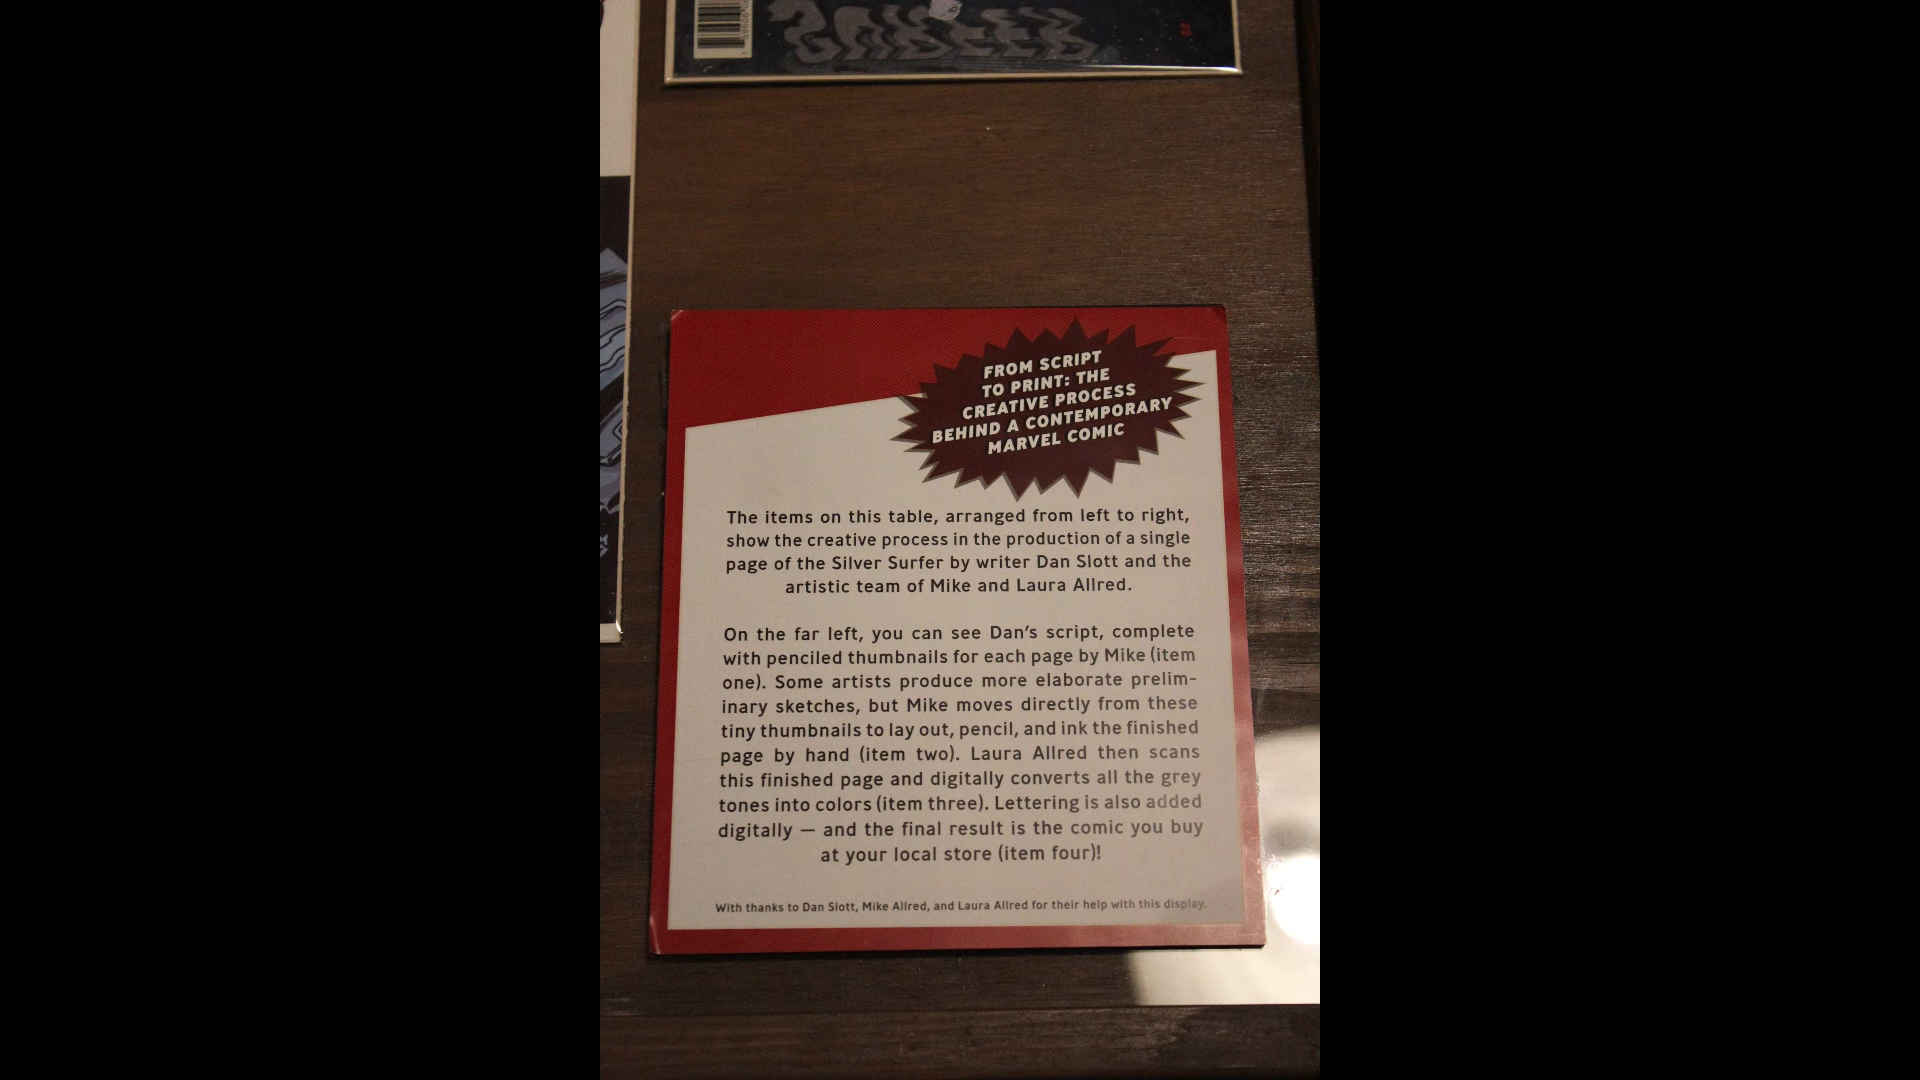 FROM SCRIPT
TO PRINT: THE
CREATIVE PROCESS
BEHIND A CONTEMPORARY
MARVEL COMIC
The items on this table, arranged from left to right,
show the creative process in the production of a single
page of the Silver Surfer by writer Dan Slott and the
artistic team of Mike and Laura Allred.
On the far left, you can see Dan’s script, complete
with penciled thumbnails for each page by Mike (item
one). Some artists produce more elaborate prelim-
inary sketches, but Mike moves directly from these
tiny thumbnails to lay out, pencil, and ink the finished
page by hand (item two). Laura Allred then scans
this finished page and digitally converts all the grey
tones into colors (item three). Lettering is also added
digitally — and the final result is the comic you buy
at your local store (item four)!
With thanks to Dan Slott, Mike Allred, and Laura Allred for their help with this display.